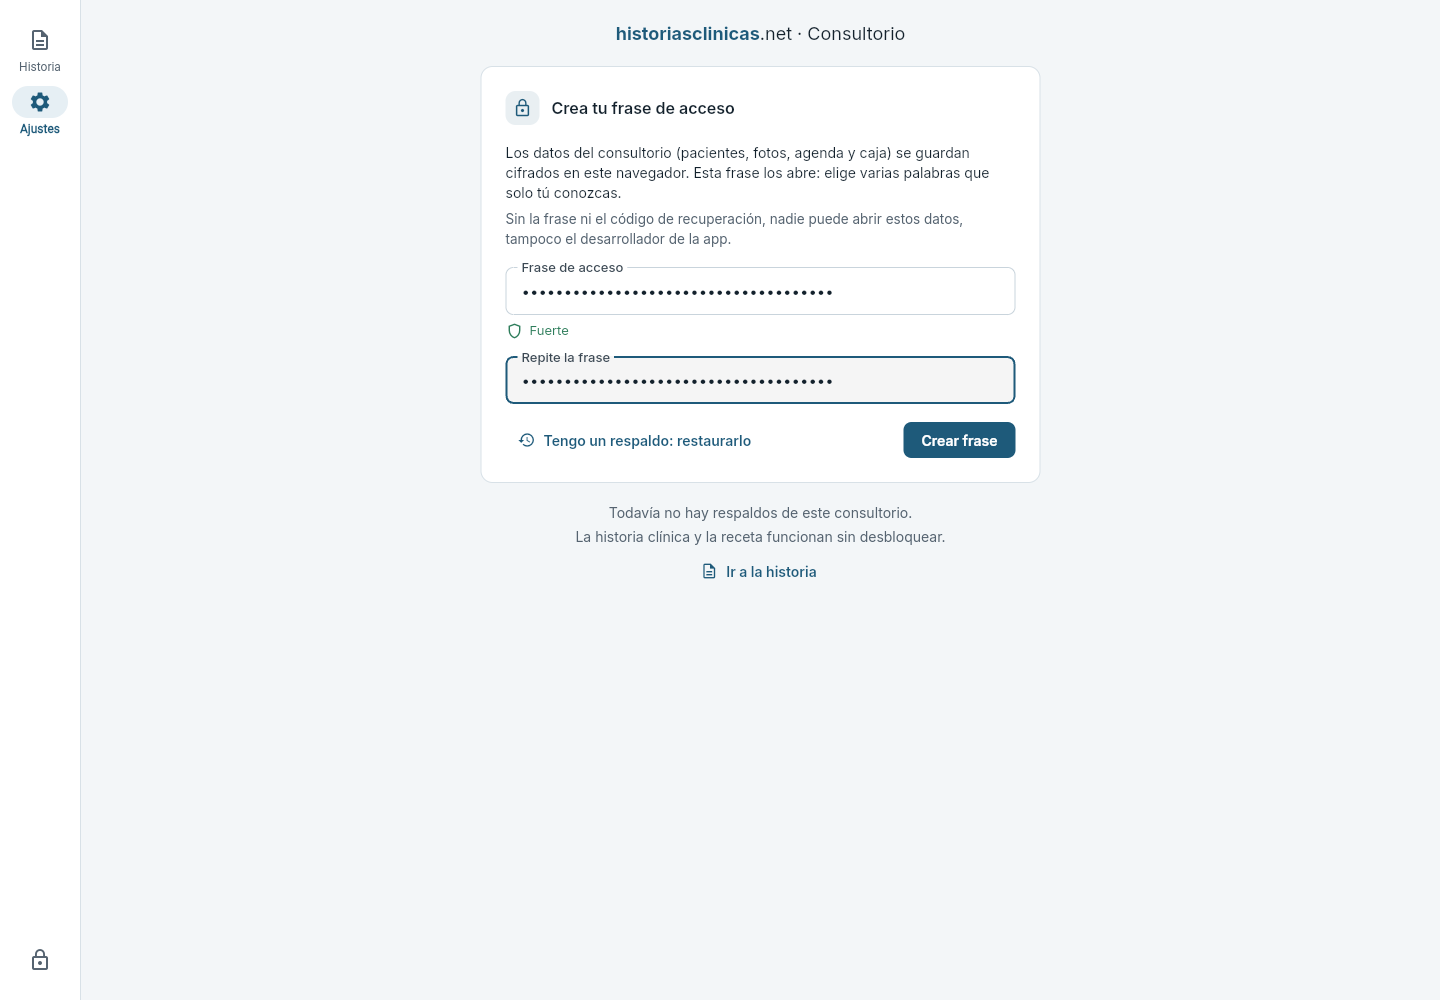 Historia
Ajustes
historiasclinicas.net · Consultorio
Crea tu frase de acceso
Los datos del consultorio (pacientes, fotos, agenda y caja) se guardan
cifrados en este navegador. Esta frase los abre: elige varias palabras que
solo tú conozcas.
Sin la frase ni el código de recuperación, nadie puede abrir estos datos,
tampoco el desarrollador de la app.
Frase de acceso
•••••••••••••••••••••••••••••••••••••
Fuerte
Repite la frase
•••••••••••••••••••••••••••••••••••••
Tengo un respaldo: restaurarlo
Crear frase
Todavía no hay respaldos de este consultorio.
La historia clínica y la receta funcionan sin desbloquear.
Ir a la historia